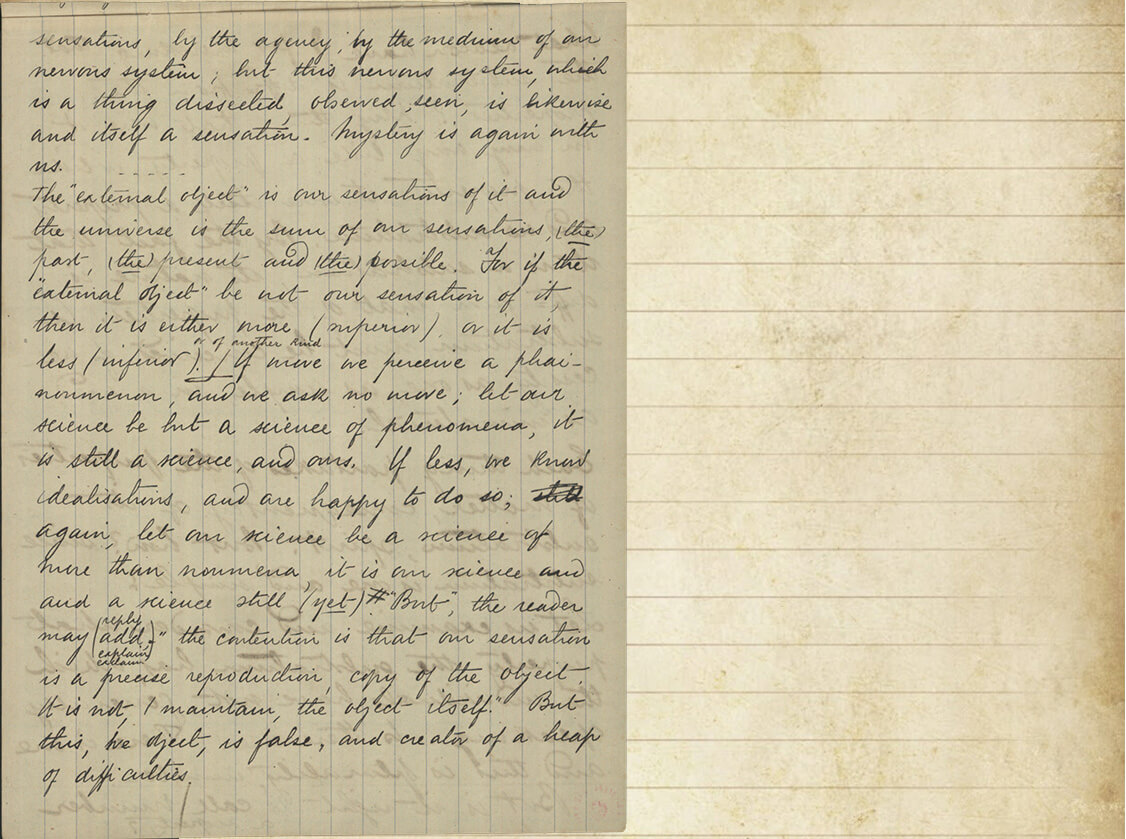 sensations, by the agency, by the medium of our
nervous system; but this nervous system, which
is a thing dissected, observed, seen, is likewise
and itself a sensation. Mystery is again with
us.
The "external object" is our sensations of it and
the universe is the sum of our sensations, (the)
past, (the) present and (the) possible. For if the
"external object" be not our sensation of it,
then it is either more (superior), or it is
or of another kind
less (inferior). / If more we perceive a phai-
noumenon, and we ask no more; let our
science be but a science of phenomena, it
is still a science, and ours. If less, we know
idealisations, and are happy to do so; still
again, let our science be a science of
more than noumena, it is our science and
and a science still (yet) # "But", the reader
reply
may (add," the contention is that our sensation
explain
exclaim
is a precise reproduction, copy of the object.
It is not, I maintain, the object itself." But
this, we object, is false, and creator of a heap
of difficulties